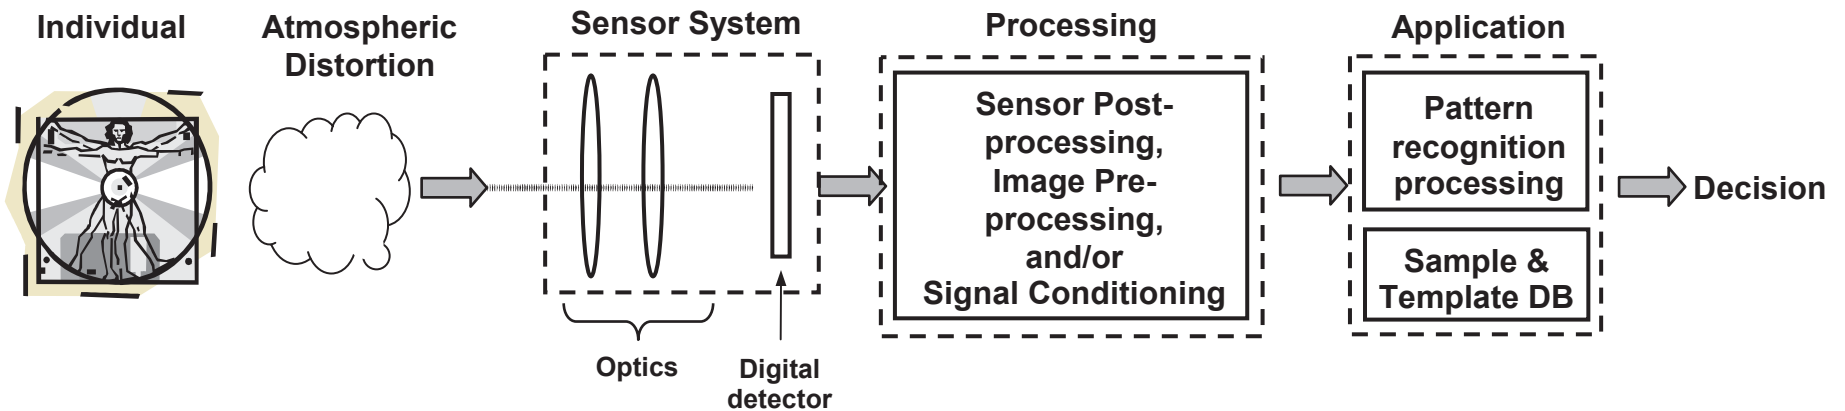 Individual
Atmospheric
Distortion
Sensor System
Optics
Digital
detector
Processing
Sensor Post-
processing,
Image Pre-
processing,
and/or
Signal Conditioning
Application
Pattern
recognition
processing
Sample &
Template DB
Decision